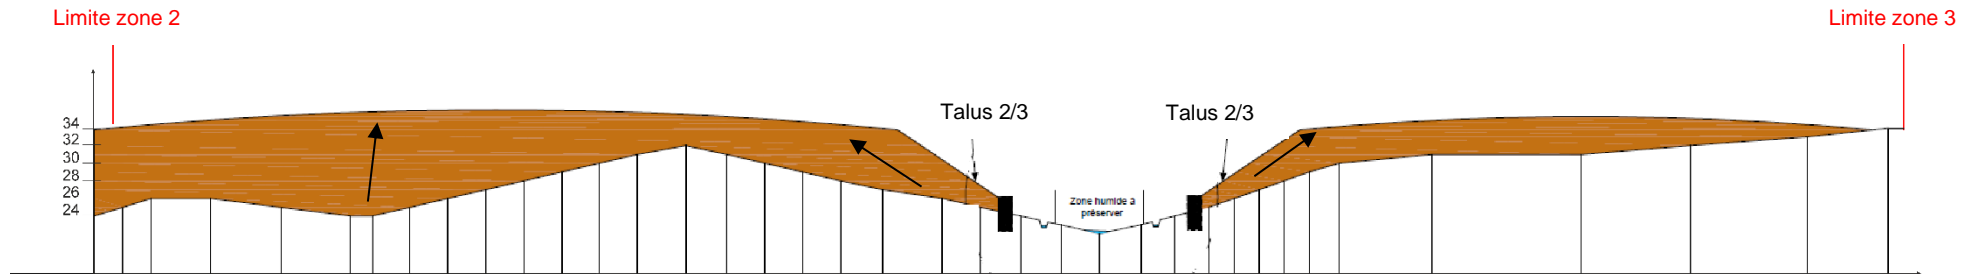 Limite zone 2
Limite zone 3
Talus 2/3
Talus 2/3
34
32
30
28
26
24
Zone humide à
préserver